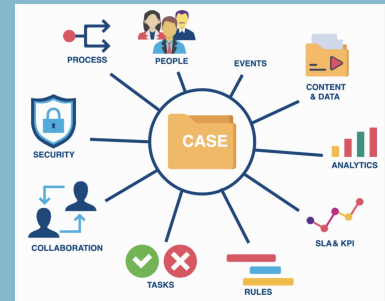 PROCESS
PEOPLE
EVENTS
CONTENT
& DATA
SECURITY
CASE
ANALYTICS
COLLABORATION
TASKS
RULES
SLA & KPI